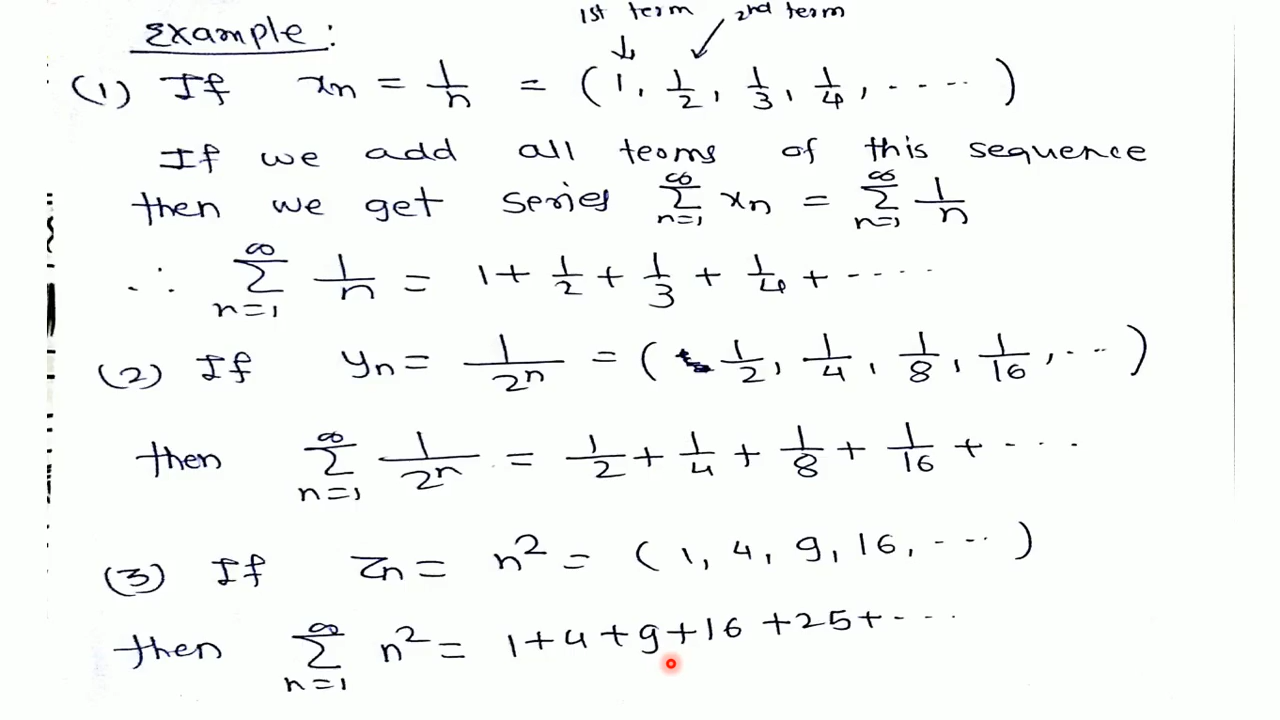 Example :
1st term 2nd term
(1) If xn = 1/n = (1, 1/2, 1/3, 1/4, ....)
If we add all terms of this sequence
then we get series ∞∑n=1 xn = ∞∑n=1 1/n
∴ ∞∑n=1 1/n = 1 + 1/2 + 1/3 + 1/4 + ....
(2) If yn = 1/2^n = (1/2, 1/4, 1/8, 1/16, ...)
then ∞∑n=1 1/2^n = 1/2 + 1/4 + 1/8 + 1/16 + ....
(3) If Zn = n² = (1, 4, 9, 16, ....)
then ∞∑n=1 n² = 1+4+9+16+25+....